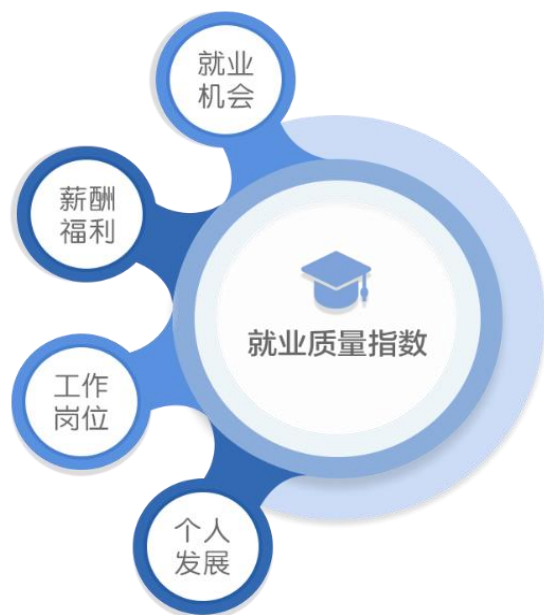 就业
机会
薪酬
福利
就业质量指数
工作
岗位
个人
发展